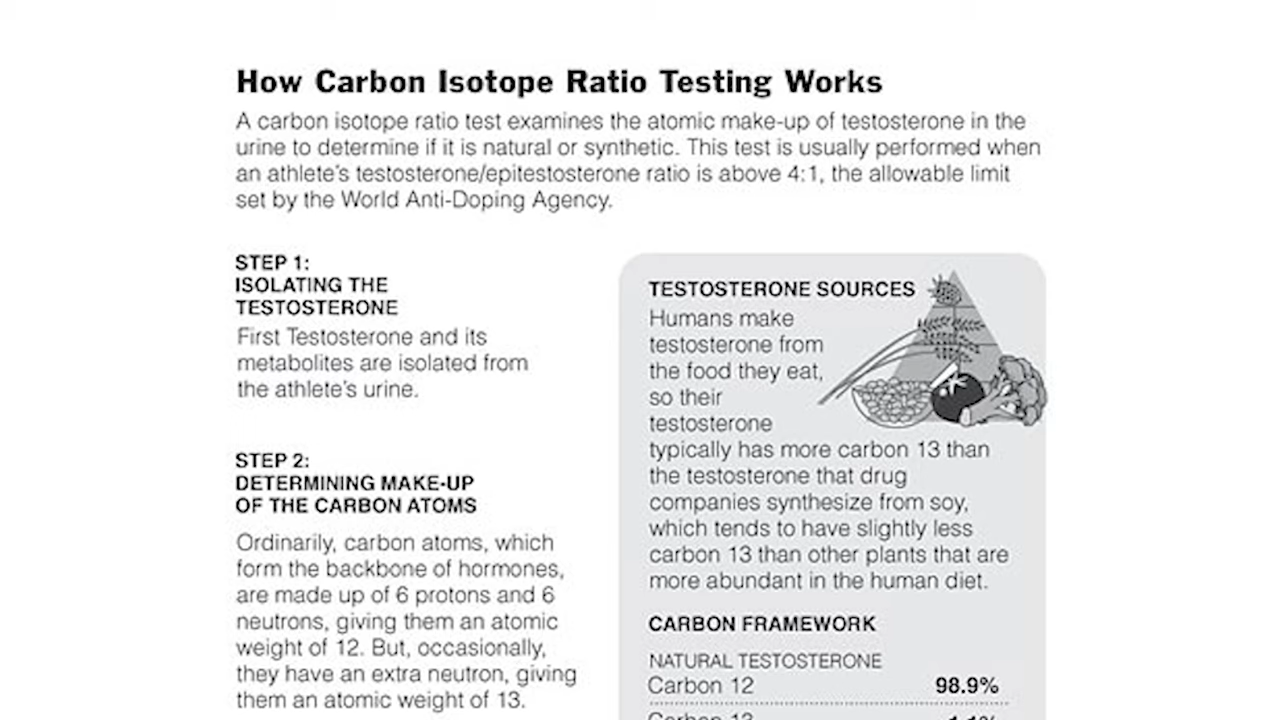 How Carbon Isotope Ratio Testing Works
A carbon isotope ratio test examines the atomic make-up of testosterone in the
urine to determine if it is natural or synthetic. This test is usually performed when
an athlete's testosterone/epitestosterone ratio is above 4:1, the allowable limit
set by the World Anti-Doping Agency.
STEP 1:
ISOLATING THE
TESTOSTERONE
First Testosterone and its
metabolites are isolated from
the athlete's urine.
STEP 2:
DETERMINING MAKE-UP
OF THE CARBON ATOMS
Ordinarily, carbon atoms, which
form the backbone of hormones,
are made up of 6 protons and 6
neutrons, giving them an atomic
weight of 12. But, occasionally,
they have an extra neutron, giving
them an atomic weight of 13.
TESTOSTERONE SOURCES
Humans make
testosterone from
the food they eat,
so their
testosterone
typically has more carbon 13 than
the testosterone that drug
companies synthesize from soy,
which tends to have slightly less
carbon 13 than other plants that are
more abundant in the human diet.
CARBON FRAMEWORK
NATURAL TESTOSTERONE
Carbon 12 98.9%
Carbon 13 1.1%